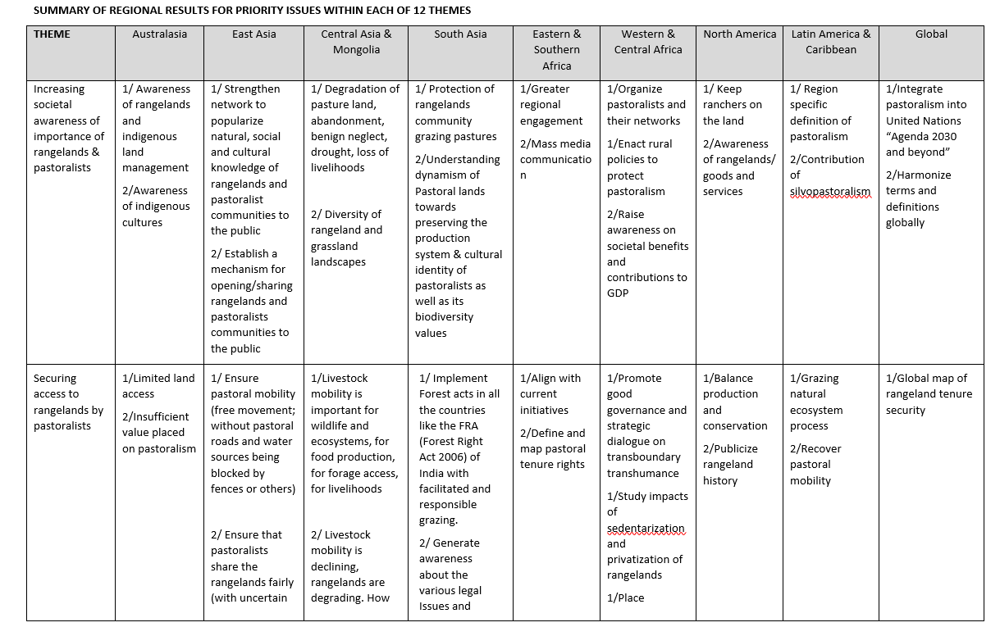 SUMMARY OF REGIONAL RESULTS FOR PRIORITY ISSUES WITHIN EACH OF 12 THEMES
THEME
Australasia
East Asia
Central Asia &
Mongolia
South Asia
Eastern &
Southern
Africa
Western &
Central Africa
North America
Latin America &
Caribbean
Global
Increasing
societal
awareness of
importance of
rangelands &
pastoralists
1/ Awareness
of rangelands
and
indigenous
land
management
2/Awareness
of indigenous
cultures
1/ Strengthen
network to
popularize
natural, social
and cultural
knowledge of
rangelands and
pastoralist
communities to
the public
2/ Establish a
mechanism for
opening/sharing
rangelands and
pastoralists
communities to
the public
1/ Degradation of
pasture land,
abandonment,
benign neglect,
drought, loss of
livelihoods
2/ Diversity of
rangeland and
grassland
landscapes
1/ Protection of
rangelands
community
grazing pastures
2/Understanding
dynamism of
Pastoral lands
towards
preserving the
production
system & cultural
identity of
pastoralists as
well as its
biodiversity
values
1/Greater
regional
engagement
2/Mass media
communicatio
n
1/Organize
pastoralists and
their networks
1/Enact rural
policies to
protect
pastoralism
2/Raise
awareness on
societal benefits
and
contributions to
GDP
1/ Keep
ranchers on
the land
2/Awareness
of rangelands/
goods and
services
1/ Region
specific
definition of
pastoralism
2/Contribution
of
silvopastoralism
1/Integrate
pastoralism into
United Nations
“Agenda 2030
and beyond”
2/Harmonize
terms and
definitions
globally
Securing
access to
rangelands by
pastoralists
1/Limited land
access
2/Insufficient
value placed
on pastoralism
1/ Ensure
pastoral mobility
(free movement;
without pastoral
roads and water
sources being
blocked by
fences or others)
2/ Ensure that
pastoralists
share the
rangelands fairly
(with uncertain
1/Livestock
mobility is
important for
wildlife and
ecosystems, for
food production,
for forage access,
for livelihoods
2/ Livestock
mobility is
declining,
rangelands are
degrading. How
1/ Implement
Forest acts in all
the countries
like the FRA
(Forest Right
Act 2006) of
India with
facilitated and
responsible
grazing.
2/ Generate
awareness
about the
various legal
Issues and
1/Align with
current
initiatives
2/Define and
map pastoral
tenure rights
1/Promote
good
governance and
strategic
dialogue on
transboundary
transhumance
1/Study impacts
of
sedentarization
and
privatization of
rangelands
1/Place
1/Balance
production
and
conservation
2/Publicize
rangeland
history
1/Grazing
natural
ecosystem
process
2/Recover
pastoral
mobility
1/Global map of
rangeland tenure
security